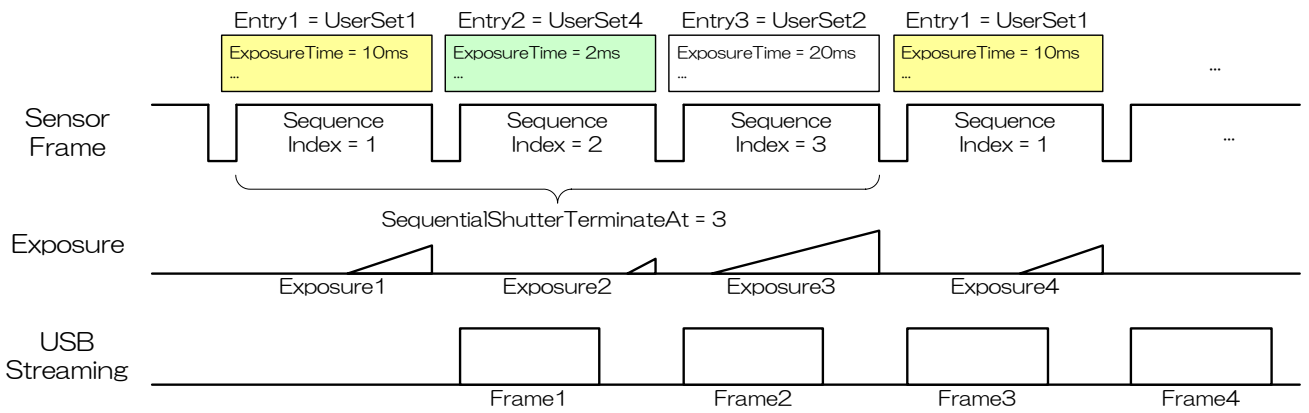 Entry1 = UserSet1
Entry2 = UserSet4
Entry3 = UserSet2
Entry1 = UserSet1
ExposureTime = 10ms
...
ExposureTime = 2ms
...
ExposureTime = 20ms
...
ExposureTime = 10ms
...
...
Sensor
Frame
Sequence
Index = 1
Sequence
Index = 2
Sequence
Index = 3
Sequence
Index = 1
...
SequentialShutterTerminateAt = 3
Exposure
Exposure1
Exposure2
Exposure3
Exposure4
USB
Streaming
Frame1
Frame2
Frame3
Frame4